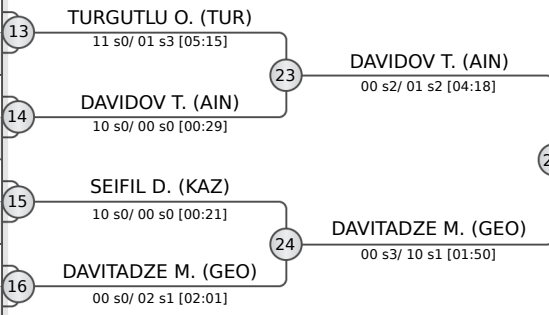 TURGUTLU O. (TUR)
13
11 s0/ 01 s3 [05:15]
DAVIDOV T. (AIN)
23
00 s2/ 01 s2 [04:18]
DAVIDOV T. (AIN)
14
10 s0/ 00 s0 [00:29]
SEIFIL D. (KAZ)
15
10 s0/ 00 s0 [00:21]
DAVITADZE M. (GEO)
24
00 s3/ 10 s1 [01:50]
DAVITADZE M. (GEO)
16
00 s0/ 02 s1 [02:01]